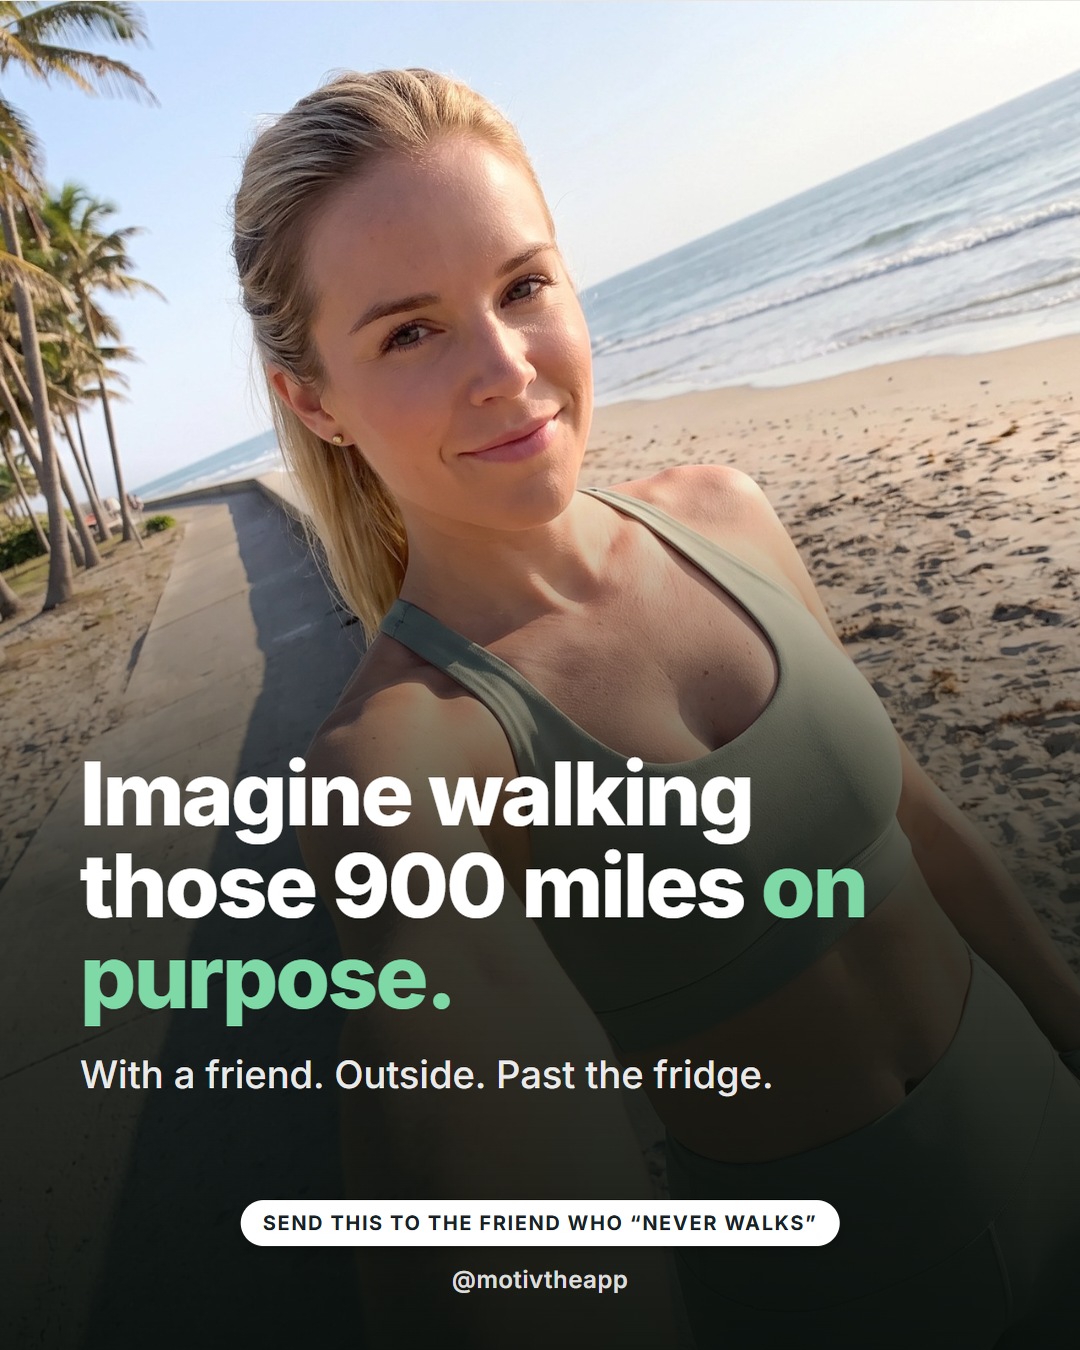 Imagine walking
those 900 miles on
purpose.
With a friend. Outside. Past the fridge.
SEND THIS TO THE FRIEND WHO “NEVER WALKS”
@motivtheapp